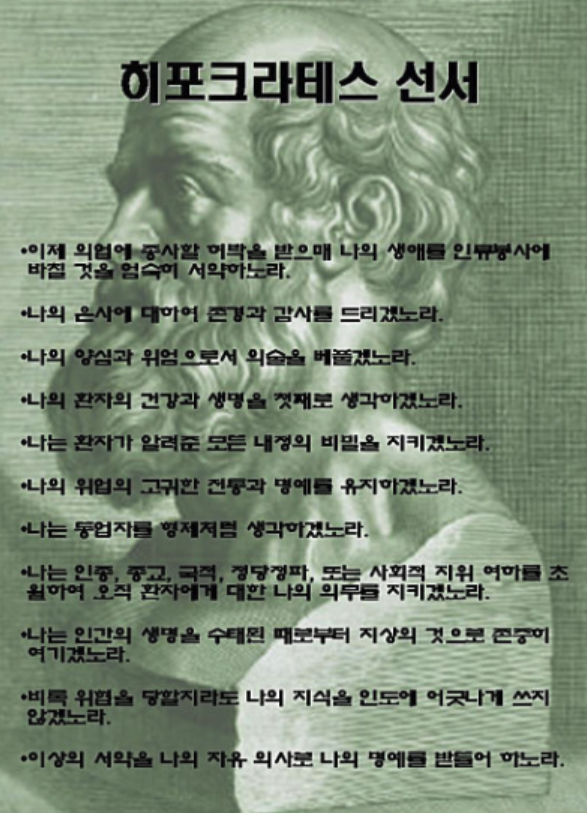 히포크라테스 선서
•이제 의업에 종사할 허락을 받으매 나의 생애를 인류봉사에
바칠 것을 엄숙히 서약하노라.
•나의 은사에 대하여 존경과 감사를 드리겠노라.
•나의 양심과 위엄으로서 의술을 베풀겠노라.
•나의 환자의 건강과 생명을 첫째로 생각하겠노라.
•나는 환자가 알려준 모든 내정의 비밀을 지키겠노라.
•나의 위업의 고귀한 전통과 명예를 유지하겠노라.
•나는 동업자를 형제처럼 생각하겠노라.
•나는 인종, 종교, 국적, 정당정파, 또는 사회적 지위 여하를 초
월하여 오직 환자에게 대한 나의 의무를 지키겠노라.
•나는 인간의 생명을 수태된 때로부터 지상의 것으로 존중히
여기겠노라.
•비록 위협을 당할지라도 나의 지식을 인도에 어긋나게 쓰지
않겠노라.
•이상의 서약을 나의 자유 의사로 나의 명예를 받들어 하노라.